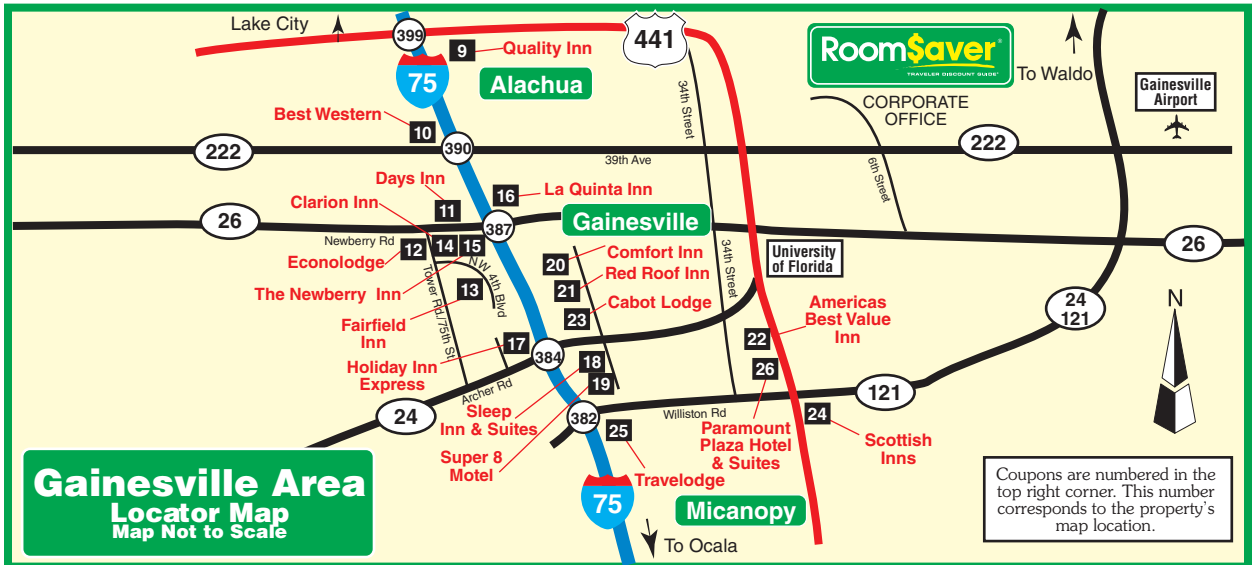 Lake City
399
9
Quality Inn
441
RoomSaver®
TRAVELER DISCOUNT GUIDE®
To Waldo
75
Alachua
34th Street
CORPORATE
OFFICE
Gainesville
Airport
Best Western
10
222
390
39th Ave
222
6th Street
Days Inn
11
16
La Quinta Inn
Clarion Inn
26
387
Gainesville
26
Newberry Rd
12
14
15
Econolodge
NW 4th Blvd
20
Comfort Inn
34th Street
University
of Florida
21
Red Roof Inn
The Newberry Inn
13
Tower Rd./75th St.
23
Cabot Lodge
Americas
Best Value
Inn
24
121
N
Fairfield
Inn
17
384
22
Holiday Inn
Express
18
19
26
Archer Rd
24
Sleep
Inn & Suites
382
Williston Rd
121
25
Paramount
Plaza Hotel
& Suites
24
Scottish
Inns
Super 8
Motel
Travelodge
75
Micanopy
To Ocala
Gainesville Area
Locator Map
Map Not to Scale
Coupons are numbered in the
top right corner. This number
corresponds to the property's
map location.